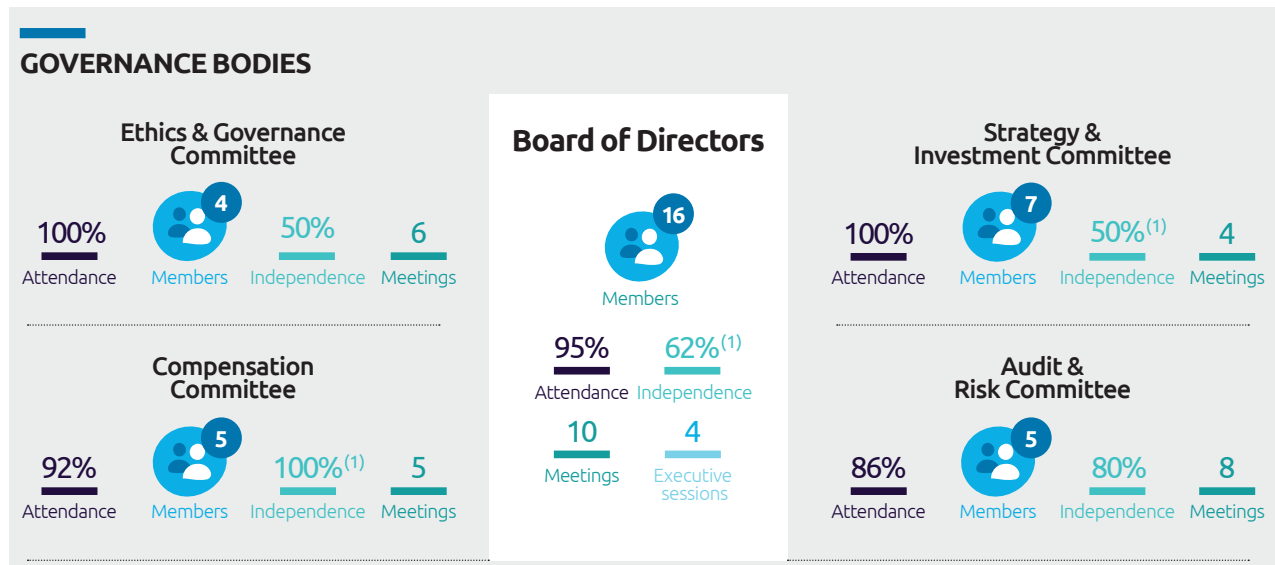 GOVERNANCE BODIES
Ethics & Governance
Committee
4
100%
50%
6
Attendance
Members
Independence
Meetings
Compensation
Committee
5
92%
100%(1)
5
Attendance
Members
Independence
Meetings
Board of Directors
16
Members
95%
62%(1)
Attendance
Independence
10
4
Meetings
Executive
sessions
Strategy &
Investment Committee
7
100%
50%(1)
4
Attendance
Members
Independence
Meetings
Audit &
Risk Committee
5
86%
80%
8
Attendance
Members
Independence
Meetings